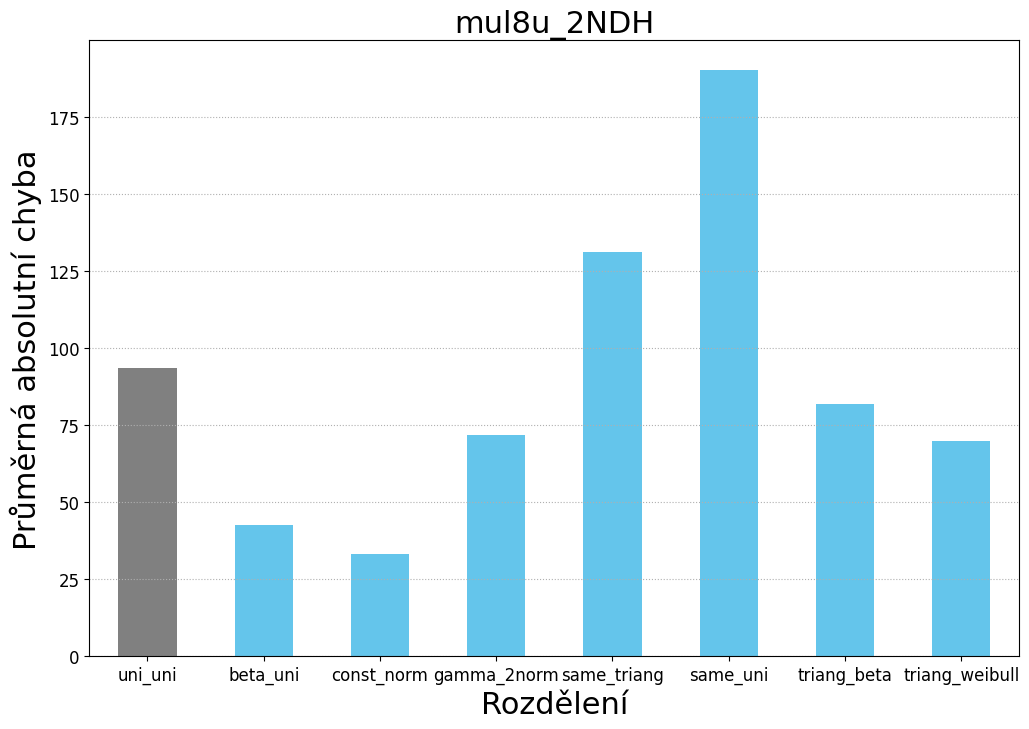 mul8u_2NDH
Průměrná absolutní chyba
175
150
125
100
75
50
25
0
uni_uni beta_uni const_norm gamma_2norm same_triang same_uni triang_beta triang_weibull
Rozdělení